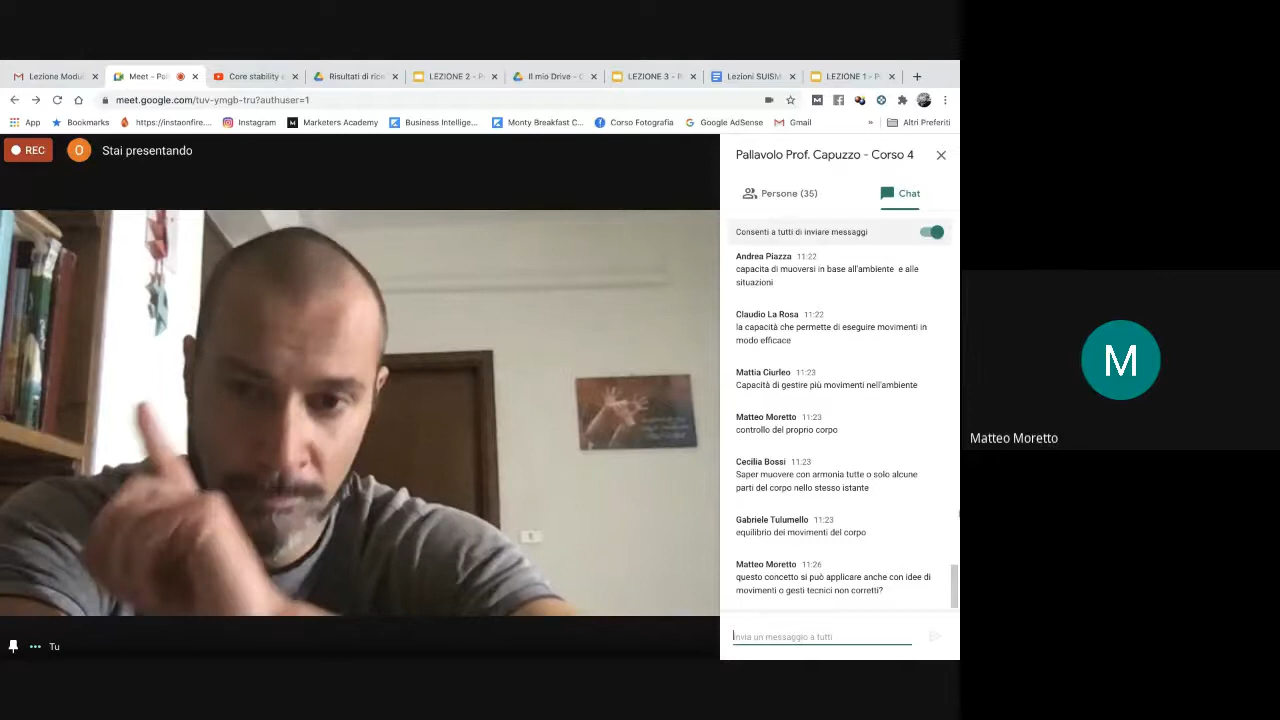 Lezione Modu
Meet - Pal
Core stability e
Risultati di rice
LEZIONE 2 - P
Il mio Drive - G
LEZIONE 3 - P
Lezioni SUISM
LEZIONE 1 - P
meet.google.com/tuv-ymgb-tru?authuser=1
App
Bookmarks
https://instaonfire....
Instagram
Marketers Academy
Business Intellige...
Monty Breakfast C...
Corso Fotografia
Google AdSense
Gmail
»
Altri Preferiti
REC
O
Stai presentando
Pallavolo Prof. Capuzzo - Corso 4
Persone (35)
Chat
Consenti a tutti di inviare messaggi
Andrea Piazza 11:22
capacita di muoversi in base all'ambiente e alle
situazioni
Claudio La Rosa 11:22
la capacità che permette di eseguire movimenti in
modo efficace
Mattia Ciurleo 11:23
Capacità di gestire più movimenti nell'ambiente
Matteo Moretto 11:23
controllo del proprio corpo
Cecilia Bossi 11:23
Saper muovere con armonia tutte o solo alcune
parti del corpo nello stesso istante
Gabriele Tulumello 11:23
equilibrio dei movimenti del corpo
Matteo Moretto 11:26
questo concetto si può applicare anche con idee di
movimenti o gesti tecnici non corretti?
Invia un messaggio a tutti
Tu
M
Matteo Moretto